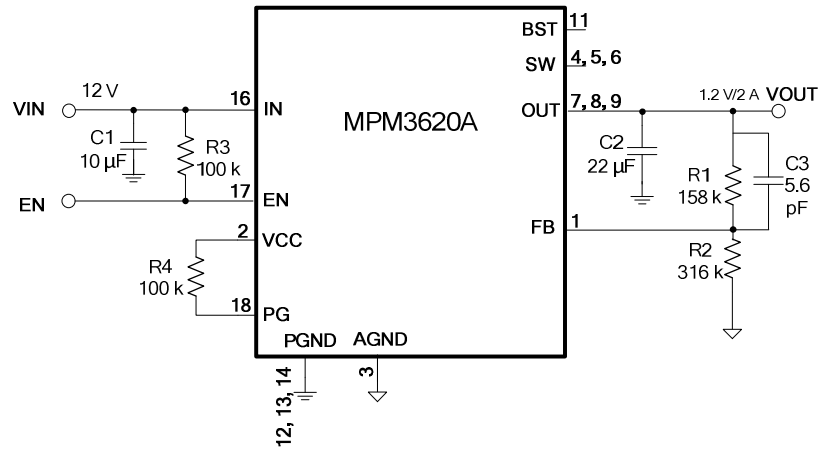 BST
11
SW
4, 5, 6
12 V
VIN
16
IN
MPM3620A
OUT
7, 8, 9
1.2 V/2 A
VOUT
C1
10 µF
R3
100 k
C2
22 µF
R1
158 k
C3
5.6
pF
EN
17
EN
2
VCC
FB
1
R2
316 k
R4
100 k
18
PG
PGND
AGND
12, 13, 14
3